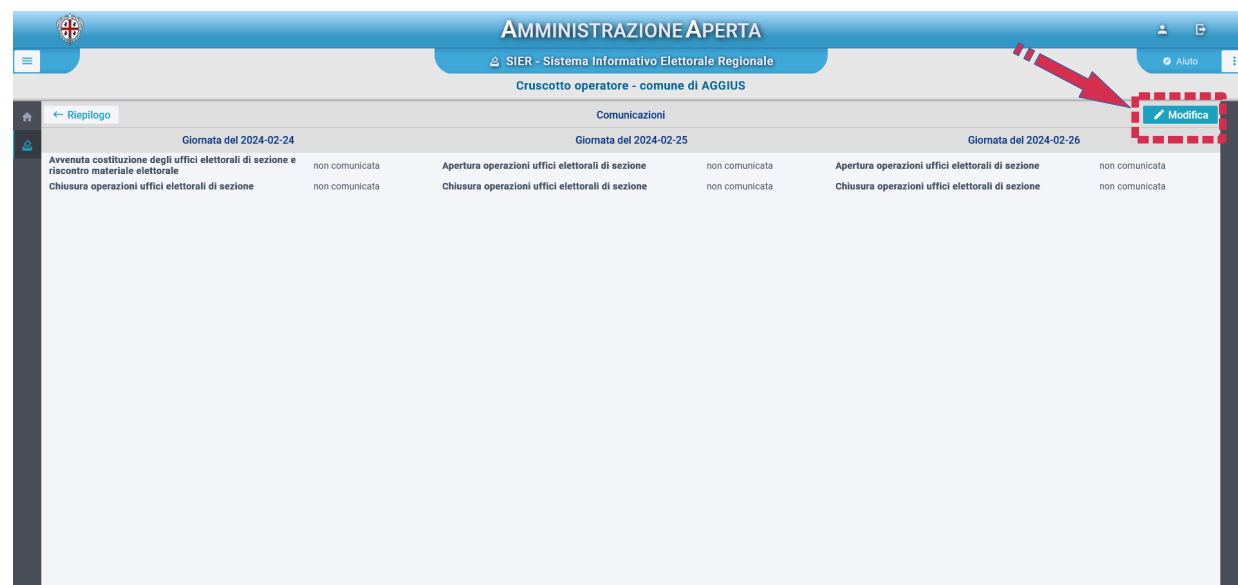 AMMINISTRAZIONE APERTA
SIER - Sistema Informativo Elettorale Regionale
Aiuto
Cruscotto operatore - comune di AGGIUS
← Riepilogo
Comunicazioni
Modifica
Giornata del 2024-02-24
Giornata del 2024-02-25
Giornata del 2024-02-26
Avvenuta costituzione degli uffici elettorali di sezione e
riscontro materiale elettorale
non comunicata
Apertura operazioni uffici elettorali di sezione
non comunicata
Apertura operazioni uffici elettorali di sezione
non comunicata
Chiusura operazioni uffici elettorali di sezione
non comunicata
Chiusura operazioni uffici elettorali di sezione
non comunicata
Chiusura operazioni uffici elettorali di sezione
non comunicata